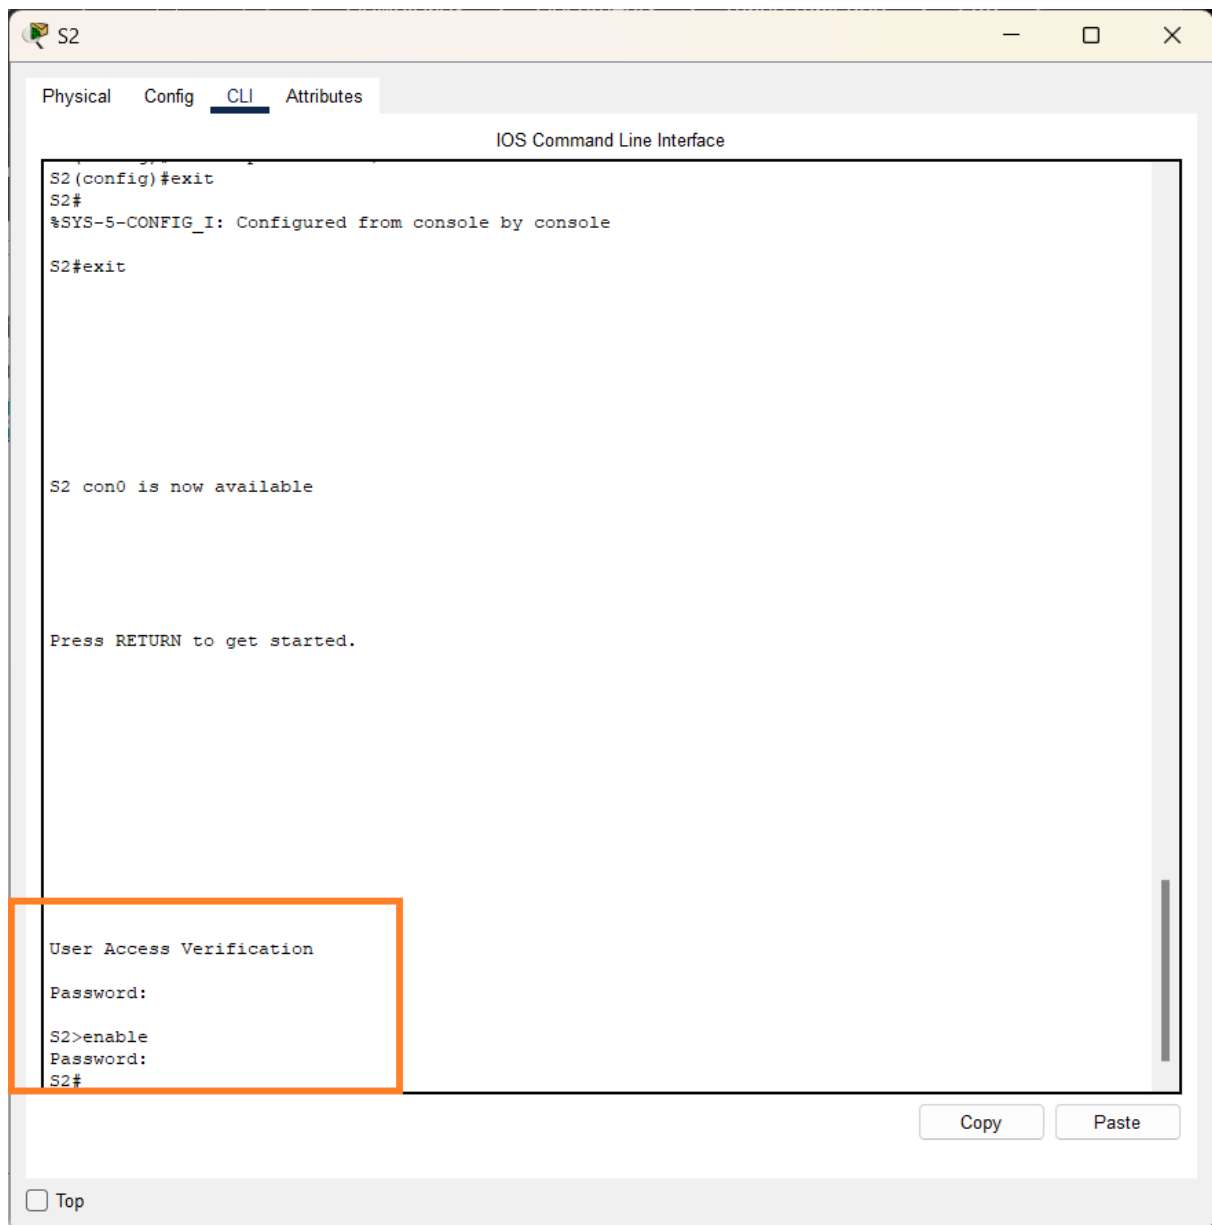 S2
Physical Config CLI Attributes
IOS Command Line Interface
S2(config)#exit
S2#
%SYS-5-CONFIG_I: Configured from console by console
S2#exit
S2 con0 is now available
Press RETURN to get started.
User Access Verification
Password:
S2>enable
Password:
S2#
Copy Paste
Top